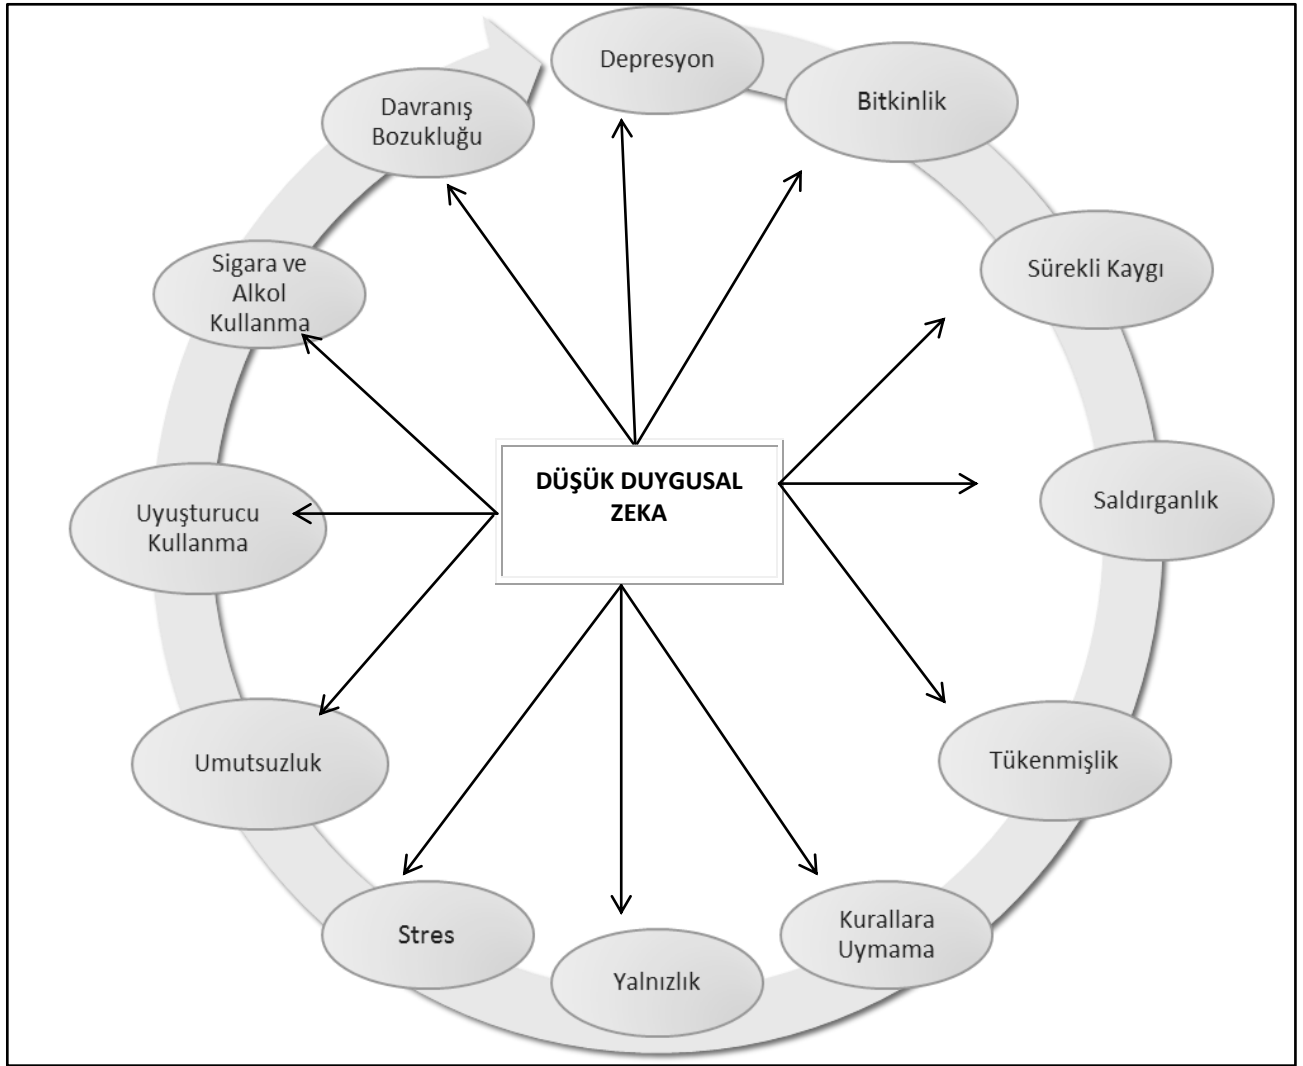 Depresyon
Bitkinlik
Sürekli Kaygı
Saldırganlık
Tükenmişlik
Kurallara
Uymama
Yalnızlık
Stres
Umutsuzluk
Uyuşturucu
Kullanma
Sigara ve
Alkol
Kullanma
Davranış
Bozukluğu
DÜŞÜK DUYGUSAL
ZEKA